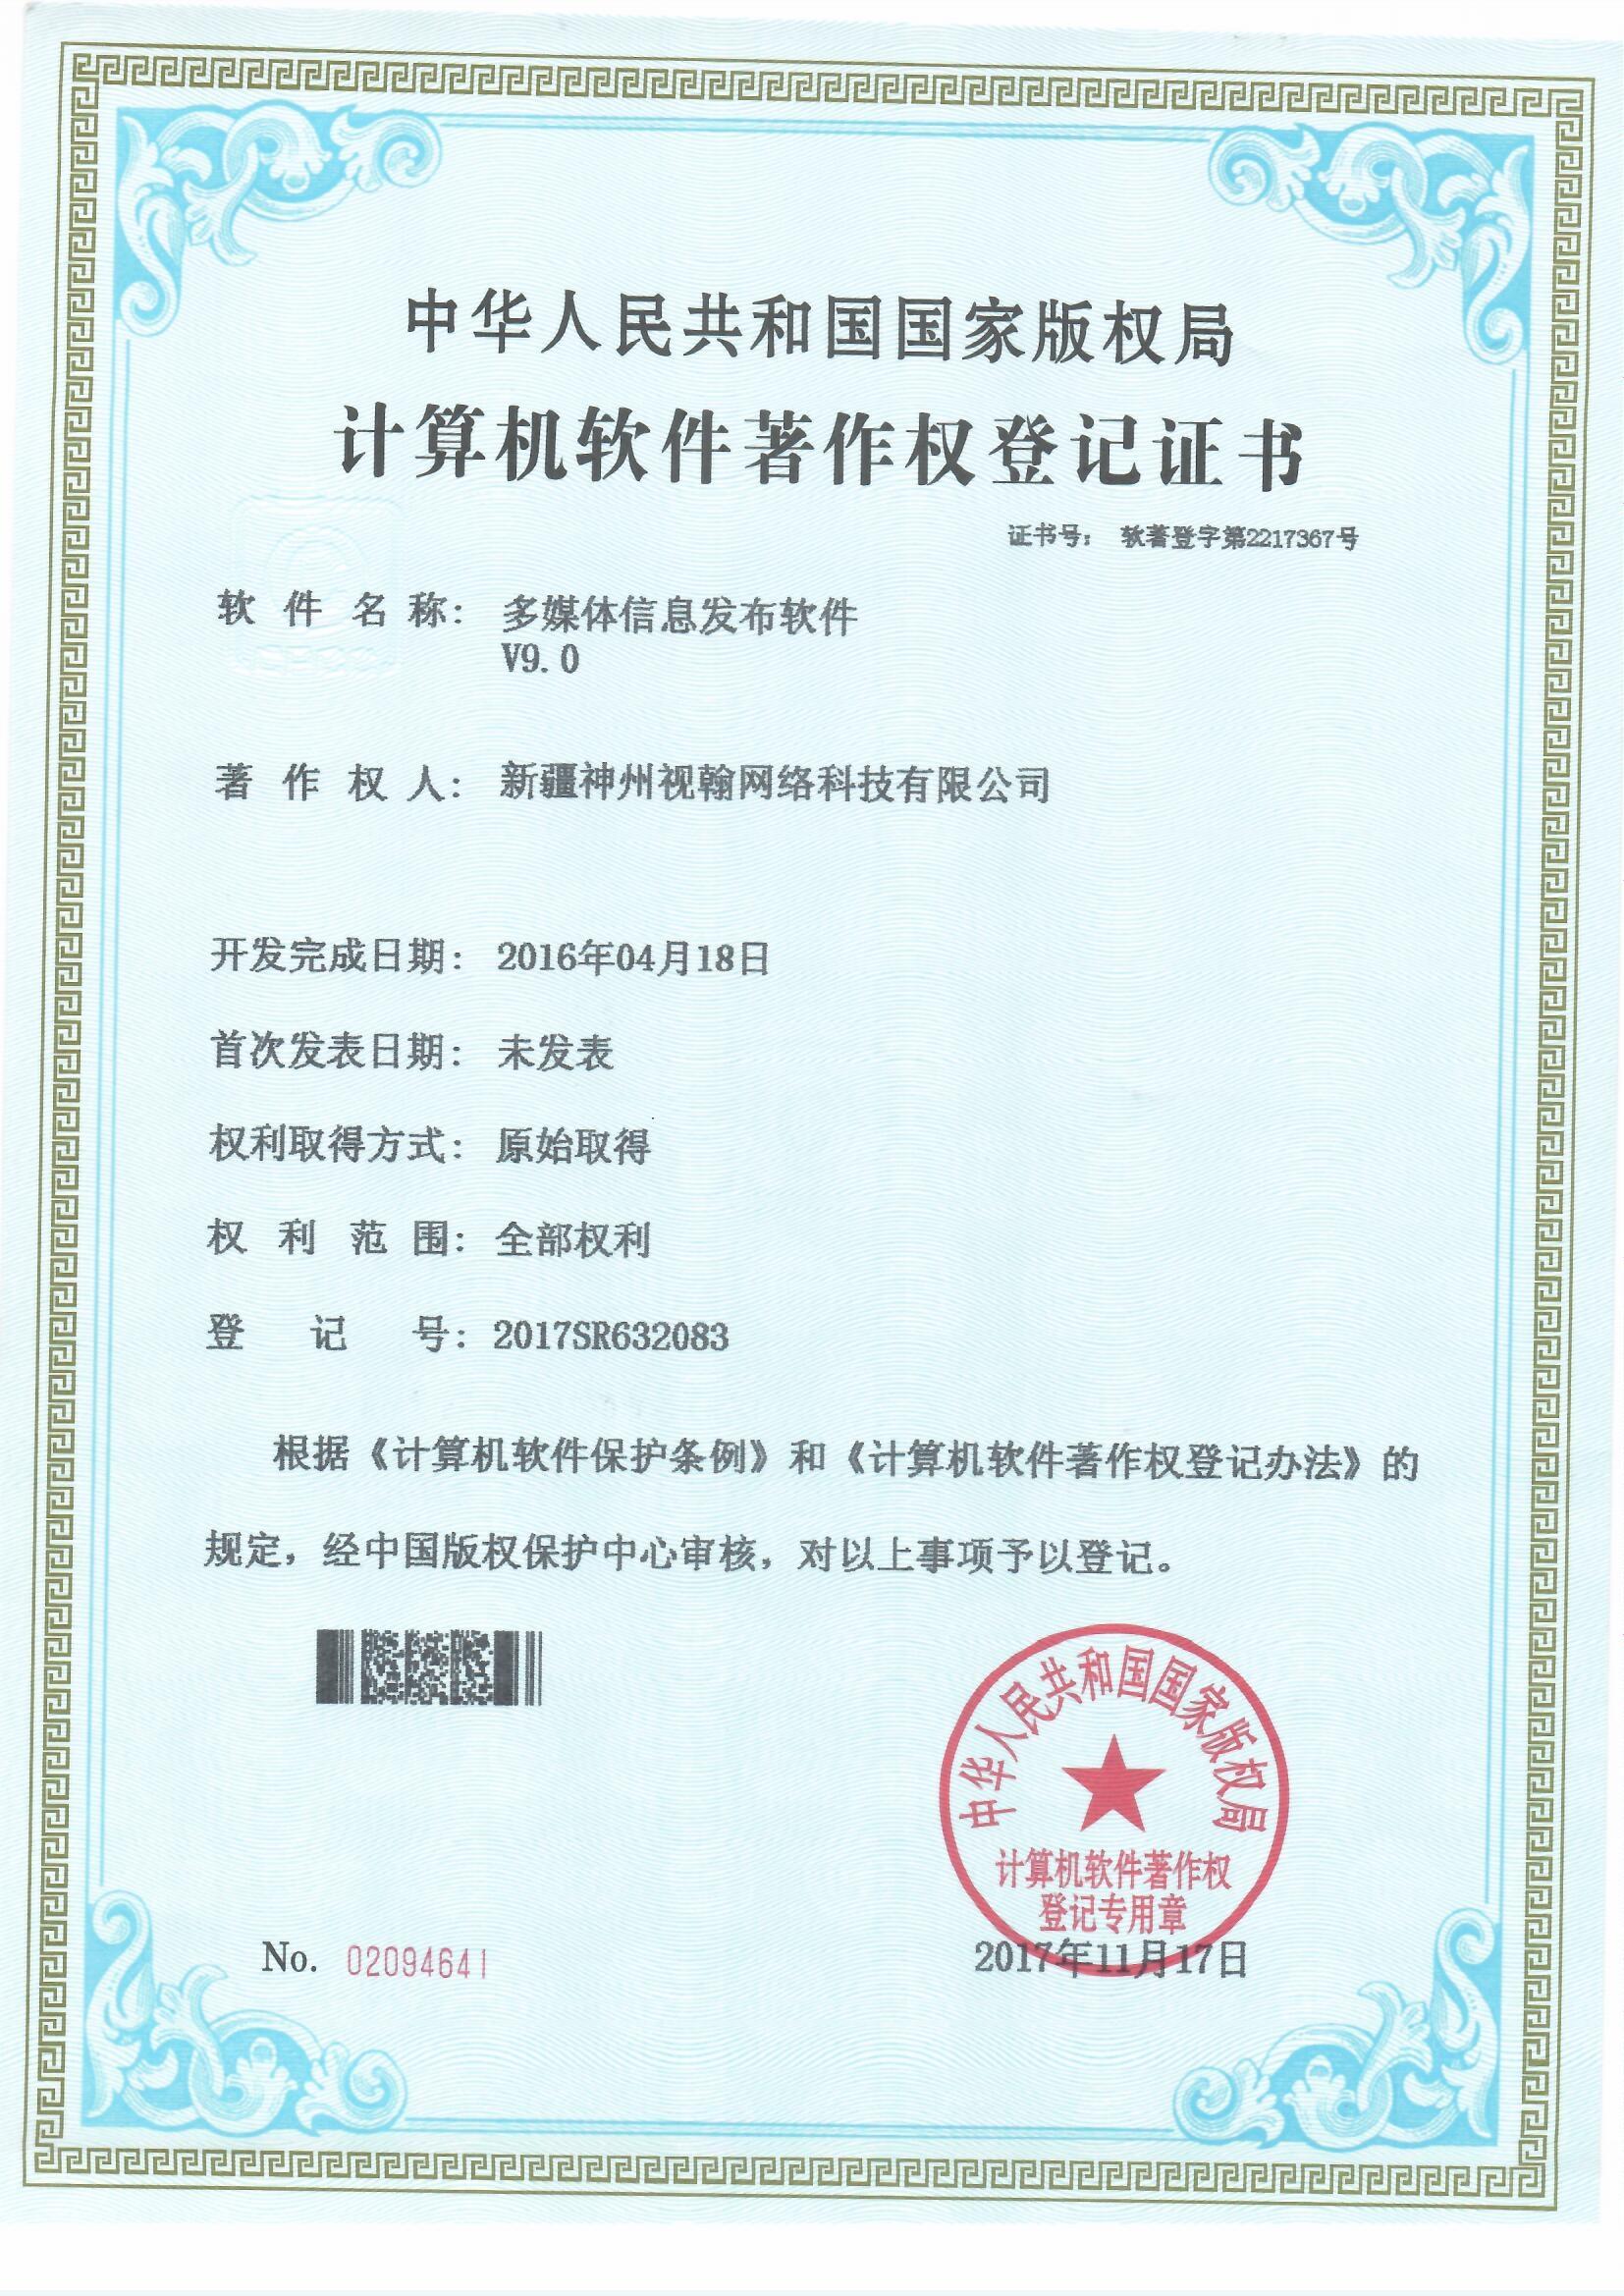 中华人民共和国国家版权局
计算机软件著作权登记证书
证书号： 软著登字第2217367号
软件名称： 多媒体信息发布软件
V9.0
著作权人： 新疆神州视翰网络科技有限公司
开发完成日期： 2016年04月18日
首次发表日期： 未发表
权利取得方式： 原始取得
权利范围： 全部权利
登记号： 2017SR632083
根据《计算机软件保护条例》和《计算机软件著作权登记办法》的
规定，经中国版权保护中心审核，对以上事项予以登记。
中华人民共和国国家版权局
计算机软件著作权
登记专用章
No. 02094641
2017年11月17日